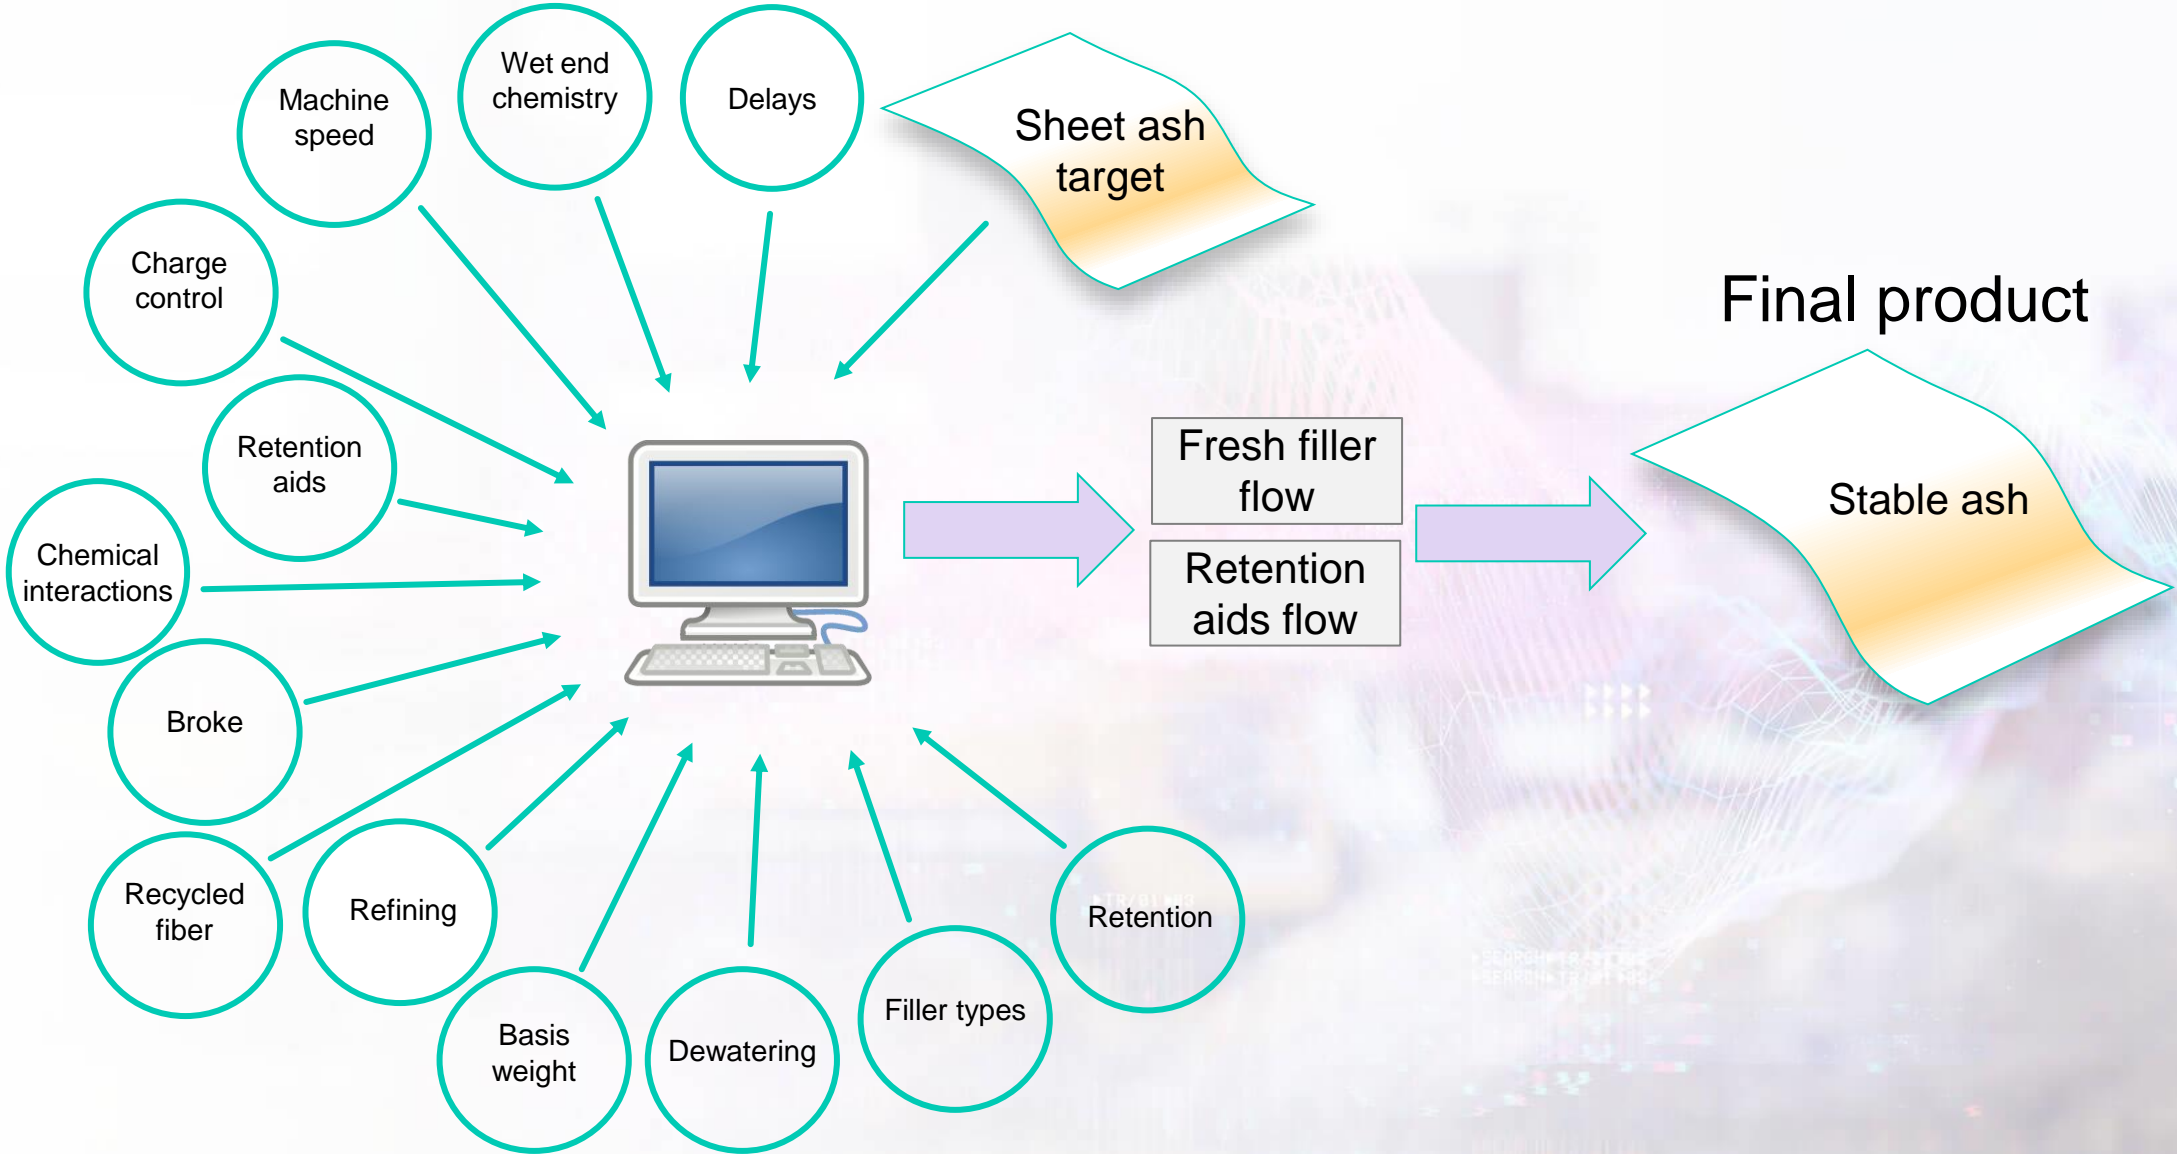 Wet end
chemistry
Delays
Machine
speed
Sheet ash
target
Charge
control
Final product
Retention
aids
Fresh filler
flow
Stable ash
Chemical
interactions
Retention
aids flow
Broke
Recycled
fiber
Refining
Retention
Basis
weight
Dewatering
Filler types